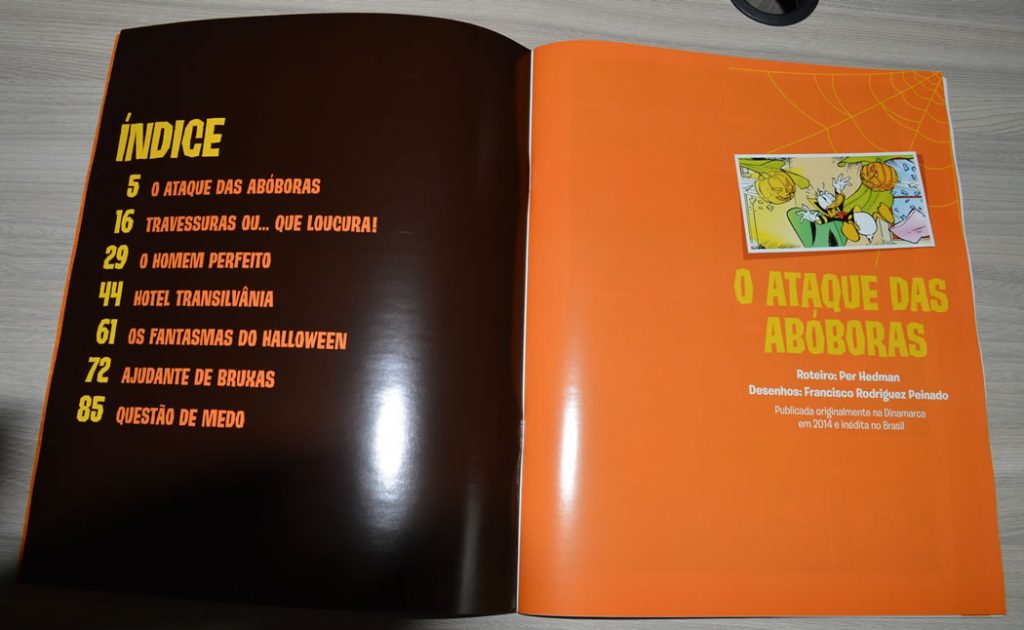 ÍNDICE
5 O ATAQUE DAS ABÓBORAS
16 TRAVESSURAS OU... QUE LOUCURA!
29 O HOMEM PERFEITO
44 HOTEL TRANSILVÂNIA
61 OS FANTASMAS DO HALLOWEEN
72 AJUDANTE DE BRUXAS
85 QUESTÃO DE MEDO
O ATAQUE DAS
ABÓBORAS
Roteiro: Per Hedman
Desenhos: Francisco Rodriguez Peinado
Publicada originalmente na Dinamarca
em 2014 e inédita no Brasil